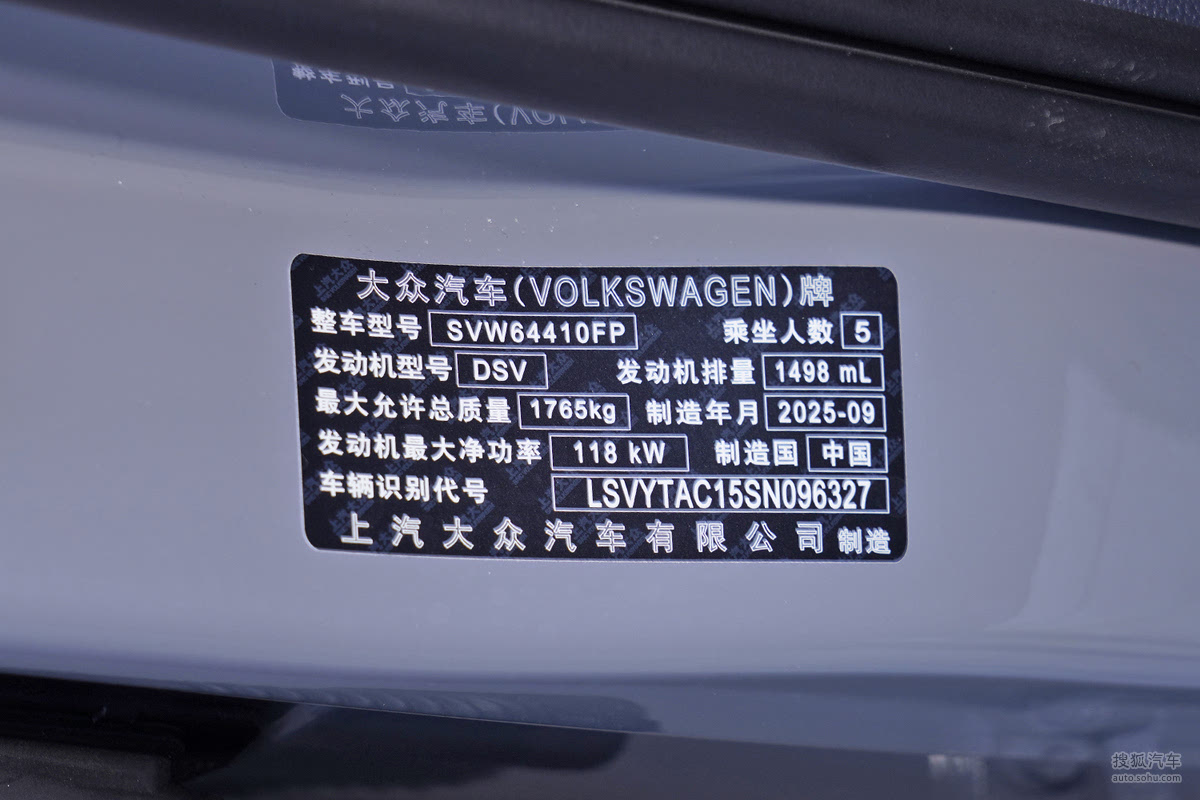 大众汽车(VOLKSWAGEN)牌
整车型号 SVW64410FP 乘坐人数 5
发动机型号 DSV 发动机排量 1498 mL
最大允许总质量 1765kg 制造年月 2025-09
发动机最大净功率 118 kW 制造国 中国
车辆识别代号 LSVYTAC15SN096327
上汽大众汽车有限公司 制造
搜狐汽车
auto.sohu.com